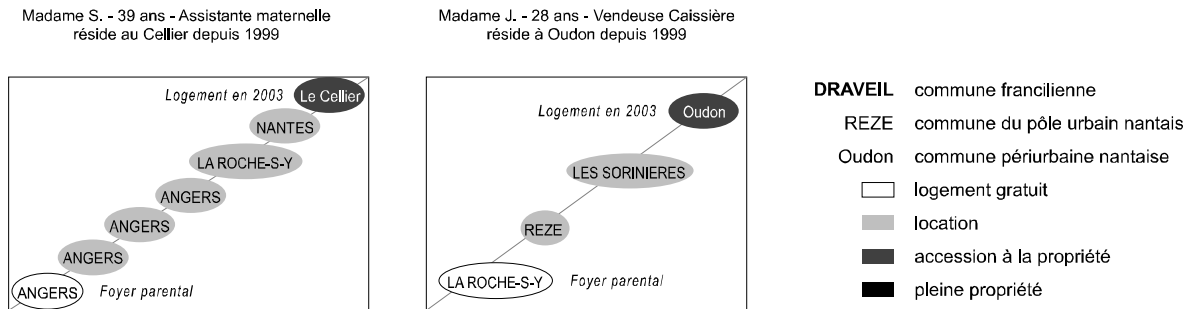 Madame S. - 39 ans - Assistante maternelle
réside au Cellier depuis 1999
Logement en 2003
Le Cellier
NANTES
LA ROCHE-S-Y
ANGERS
ANGERS
ANGERS
ANGERS
Foyer parental
Madame J. - 28 ans - Vendeuse Caissière
réside à Oudon depuis 1999
Logement en 2003
Oudon
LES SORINIERES
REZE
LA ROCHE-S-Y
Foyer parental
DRAVEIL commune francilienne
REZE commune du pôle urbain nantais
Oudon commune périurbaine nantaise
logement gratuit
location
accession à la propriété
pleine propriété